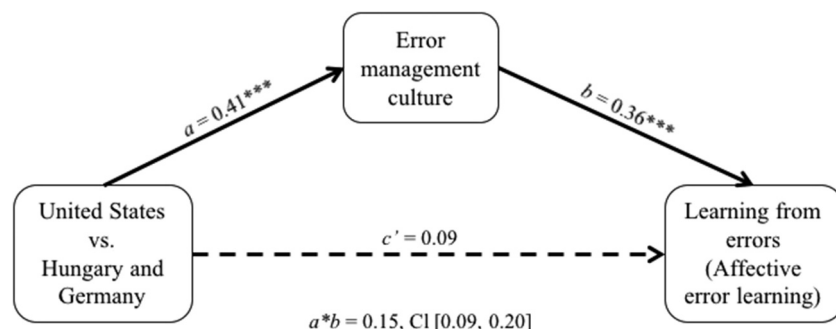 Error
management
culture
a = 0.41***
b = 0.36***
United States
vs.
Hungary and
Germany
c’ = 0.09
Learning from
errors
(Affective
error learning)
a*b = 0.15, Cl [0.09, 0.20]